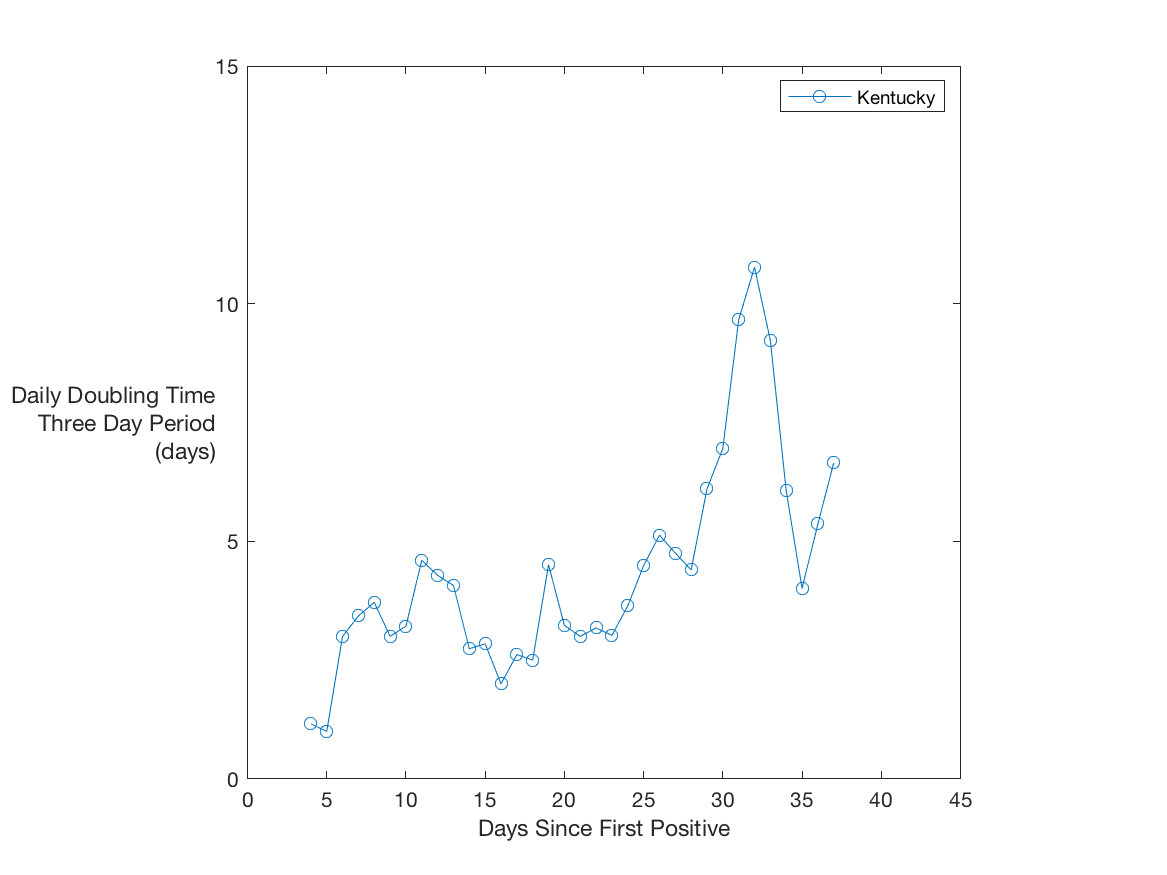 15
Kentucky
10
Daily Doubling Time
Three Day Period
(days)
5
0
0 5 10 15 20 25 30 35 40 45
Days Since First Positive